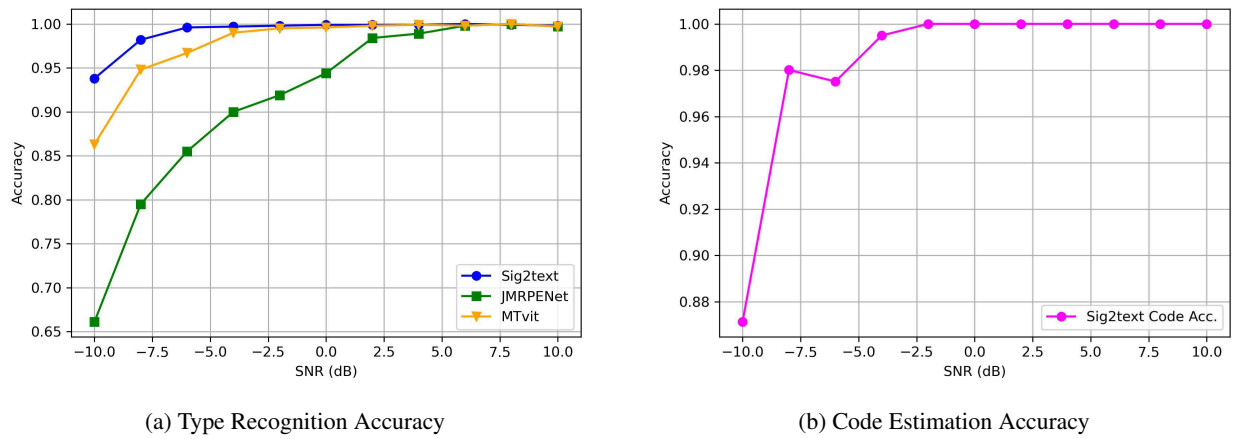 1.00
0.95
0.90
0.85
0.80
0.75
0.70
0.65
Accuracy
−10.0 −7.5 −5.0 −2.5 0.0 2.5 5.0 7.5 10.0
SNR (dB)
Sig2text
JMRPENet
MTvit
(a) Type Recognition Accuracy
1.00
0.98
0.96
0.94
0.92
0.90
0.88
Accuracy
−10.0 −7.5 −5.0 −2.5 0.0 2.5 5.0 7.5 10.0
SNR (dB)
Sig2text Code Acc.
(b) Code Estimation Accuracy